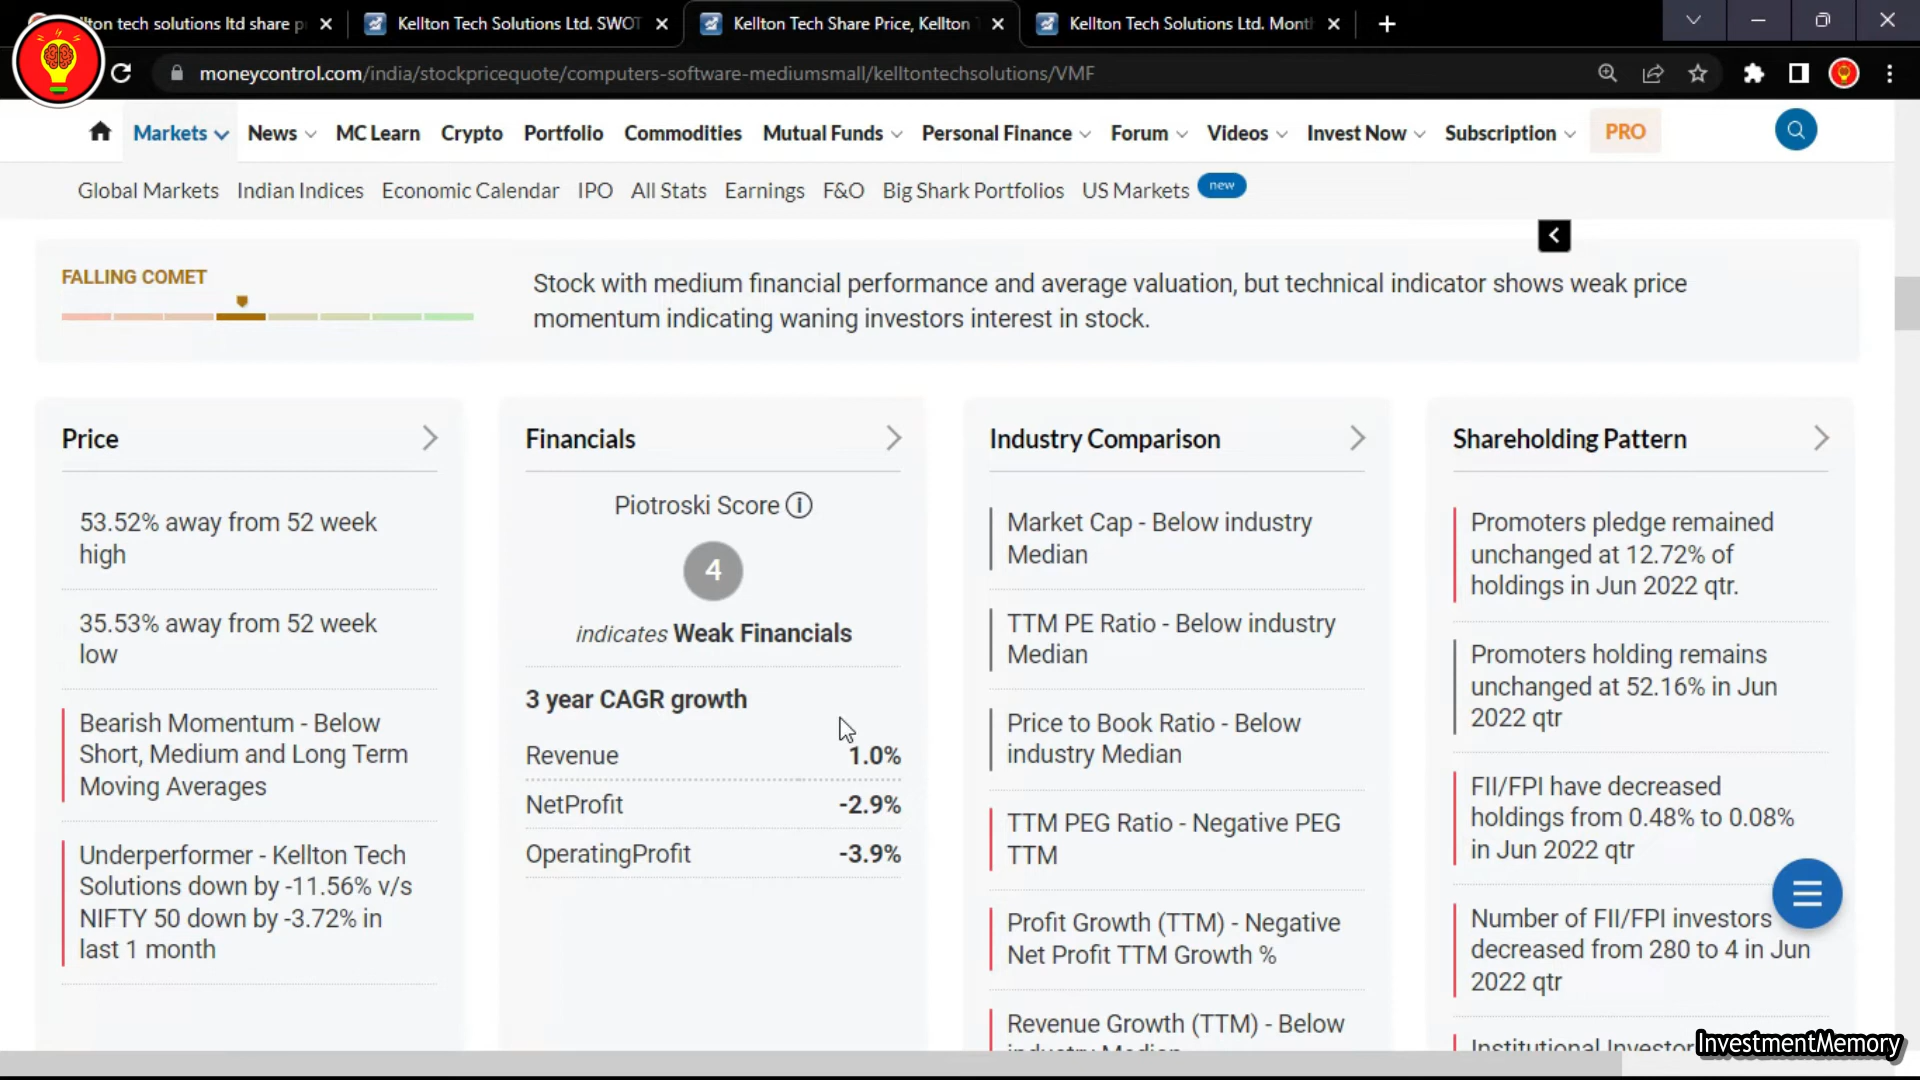 lton tech solutions ltd share p
Kellton Tech Solutions Ltd. SWOT
Kellton Tech Share Price, Kellton
Kellton Tech Solutions Ltd. Mont
moneycontrol.com/india/stockpricequote/computers-software-mediumsmall/kelltontechsolutions/VMF
Markets News MC Learn Crypto Portfolio Commodities Mutual Funds Personal Finance Forum Videos Invest Now Subscription PRO
Global Markets Indian Indices Economic Calendar IPO All Stats Earnings F&O Big Shark Portfolios US Markets new
FALLING COMET
Stock with medium financial performance and average valuation, but technical indicator shows weak price
momentum indicating waning investors interest in stock.
Price
53.52% away from 52 week
high
35.53% away from 52 week
low
Bearish Momentum - Below
Short, Medium and Long Term
Moving Averages
Underperformer - Kellton Tech
Solutions down by -11.56% v/s
NIFTY 50 down by -3.72% in
last 1 month
Financials
Piotroski Score
4
indicates Weak Financials
3 year CAGR growth
Revenue 1.0%
NetProfit -2.9%
OperatingProfit -3.9%
Industry Comparison
Market Cap - Below industry
Median
TTM PE Ratio - Below industry
Median
Price to Book Ratio - Below
industry Median
TTM PEG Ratio - Negative PEG
TTM
Profit Growth (TTM) - Negative
Net Profit TTM Growth %
Revenue Growth (TTM) - Below
industry Median
Shareholding Pattern
Promoters pledge remained
unchanged at 12.72% of
holdings in Jun 2022 qtr.
Promoters holding remains
unchanged at 52.16% in Jun
2022 qtr
FII/FPI have decreased
holdings from 0.48% to 0.08%
in Jun 2022 qtr
Number of FII/FPI investors
decreased from 280 to 4 in Jun
2022 qtr
Institutional Investor
InvestmentMemory